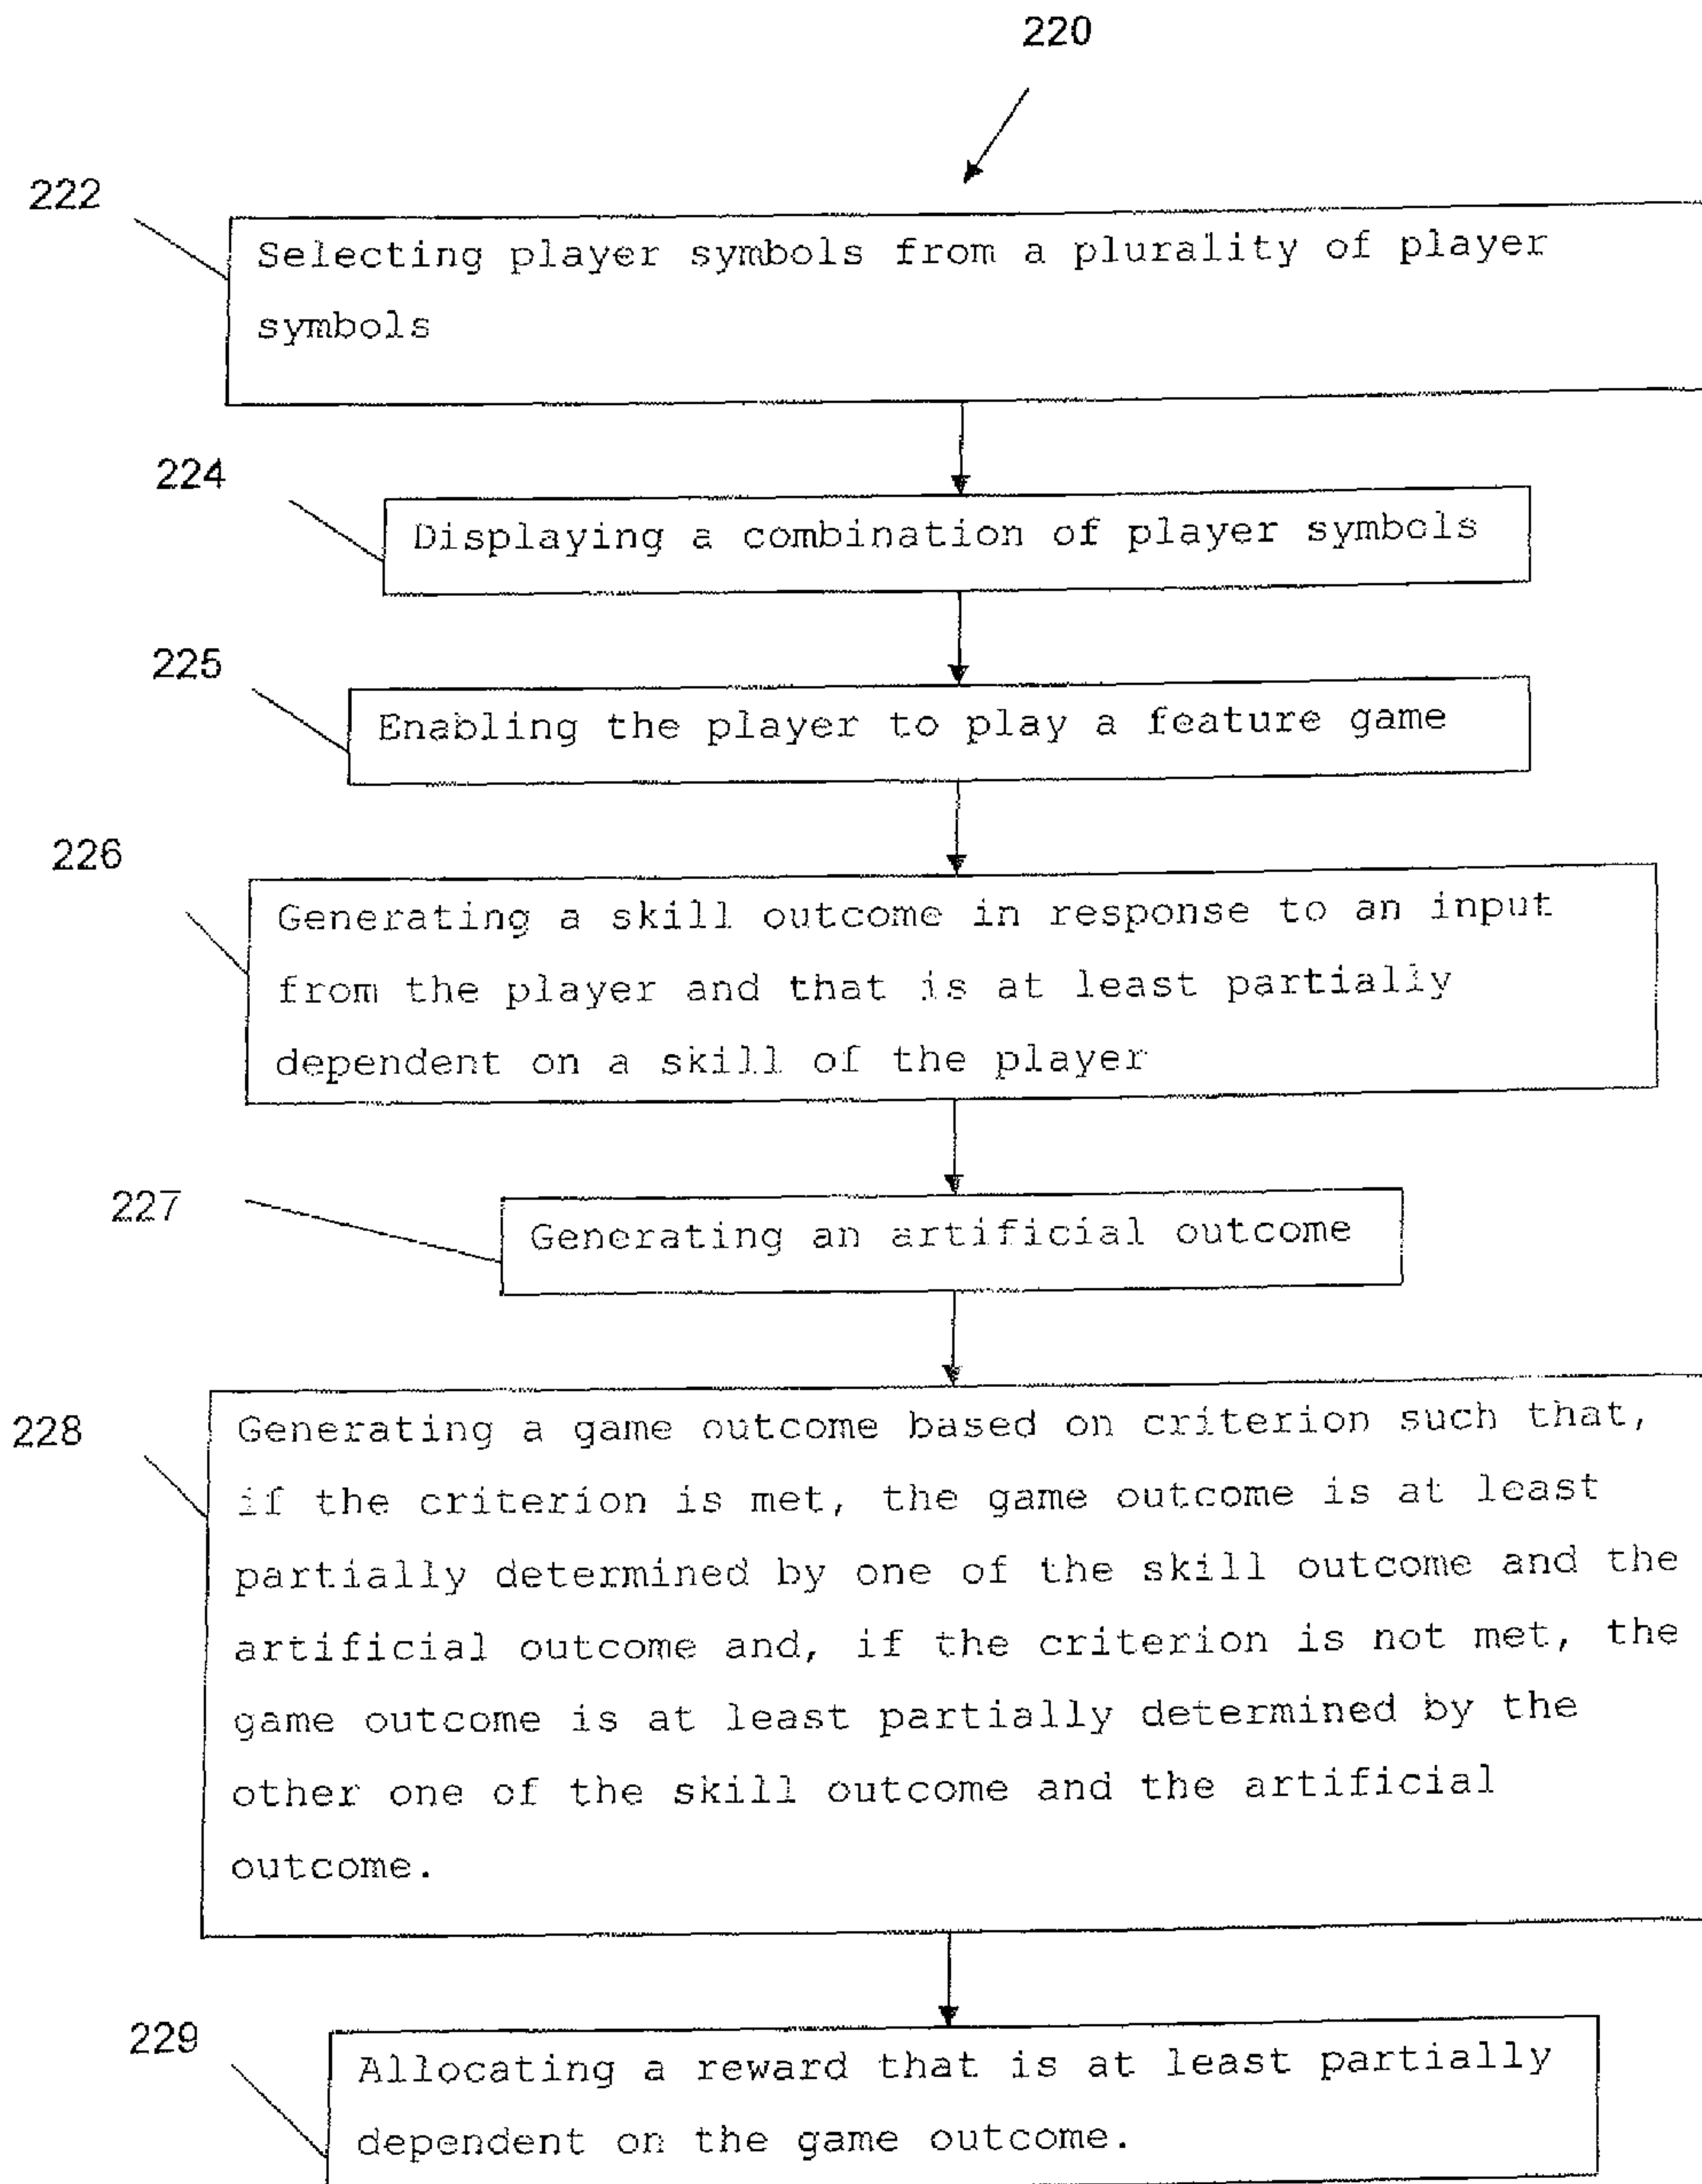 220
222
Selecting player symbols from a plurality of player
symbols
224
Displaying a combination of player symbols
225
Enabling the player to play a feature game
226
Generating a skill outcome in response to an input
from the player and that is at least partially
dependent on a skill of the player
227
Generating an artificial outcome
228
Generating a game outcome based on criterion such that,
if the criterion is met, the game outcome is at least
partially determined by one of the skill outcome and the
artificial outcome and, if the criterion is not met, the
game outcome is at least partially determined by the
other one of the skill outcome and the artificial
outcome.
229
Allocating a reward that is at least partially
dependent on the game outcome.